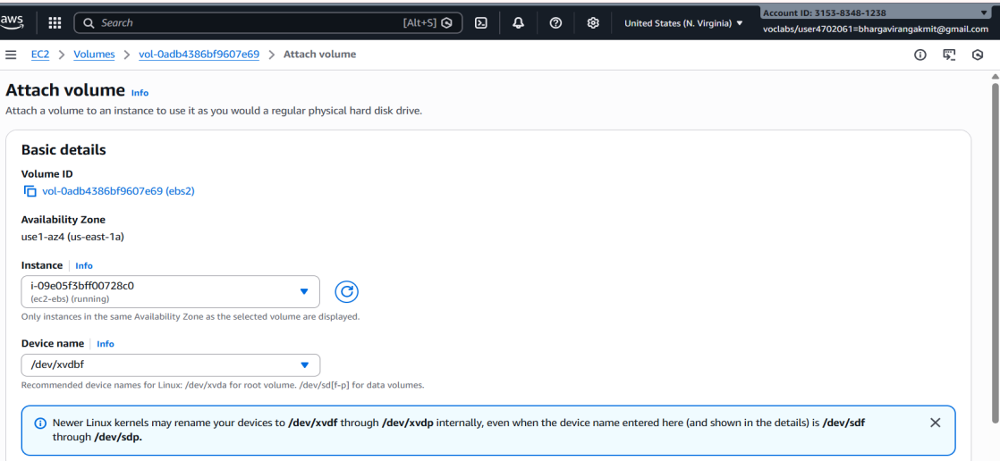 aws
Search [Alt+S] United States (N. Virginia) ▼ Account ID: 3153-8348-1238
voclabs/user4702061=bhargavirangakmit@gmail.com
EC2 > Volumes > vol-0adb4386bf9607e69 > Attach volume
Attach volume Info
Attach a volume to an instance to use it as you would a regular physical hard disk drive.
Basic details
Volume ID
vol-0adb4386bf9607e69 (ebs2)
Availability Zone
use1-az4 (us-east-1a)
Instance Info
i-09e05f3bff00728c0
(ec2-ebs) (running)
Only instances in the same Availability Zone as the selected volume are displayed.
Device name Info
/dev/xvdbf
Recommended device names for Linux: /dev/xvda for root volume. /dev/sd[f-p] for data volumes.
Newer Linux kernels may rename your devices to /dev/xvdf through /dev/xvdp internally, even when the device name entered here (and shown in the details) is /dev/sdf
through /dev/sdp.